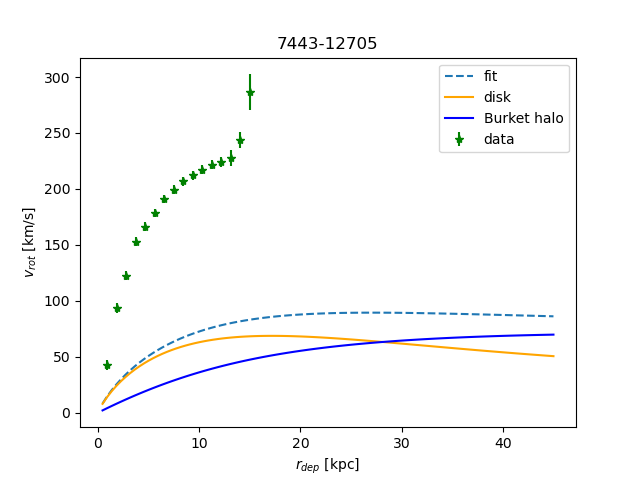 7443-12705
fit
disk
Burket halo
data
300
250
200
150
100
50
0
v_rot [km/s]
0 10 20 30 40
r_dep [kpc]